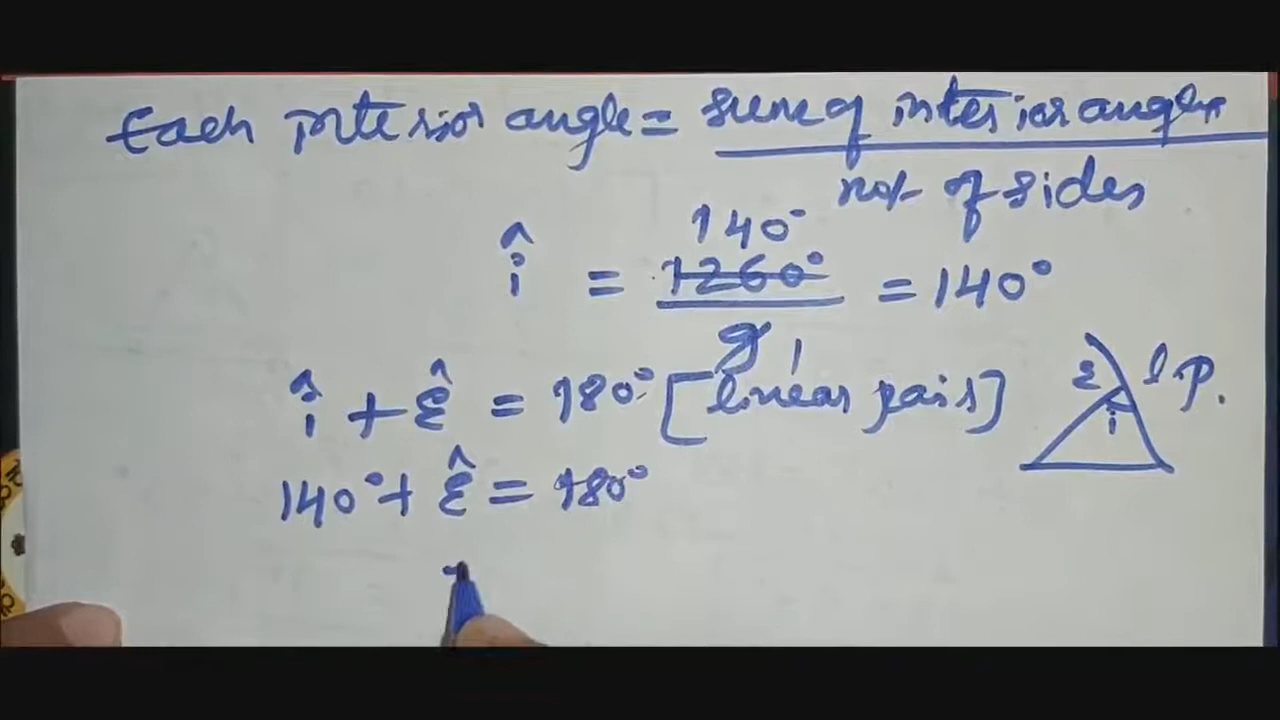 Each interior angle = sum of interior angles
no. of sides
140°
î = 1260° = 140°
9 1
î + ê = 180° [linear pair] ε i l.P.
140° + ê = 180°